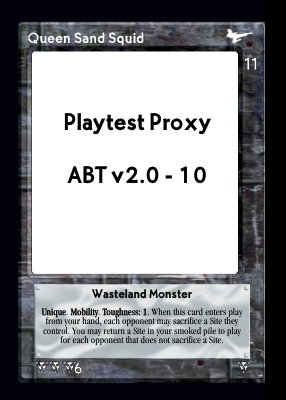 Queen Sand Squid
11
Playtest Proxy
ABT v2.0 - 10
Wasteland Monster
Unique. Mobility. Toughness: 1. When this card enters play
from your hand, each opponent may sacrifice a Site they
control. You may return a Site in your smoked pile to play
for each opponent that does not sacrifice a Site.
6